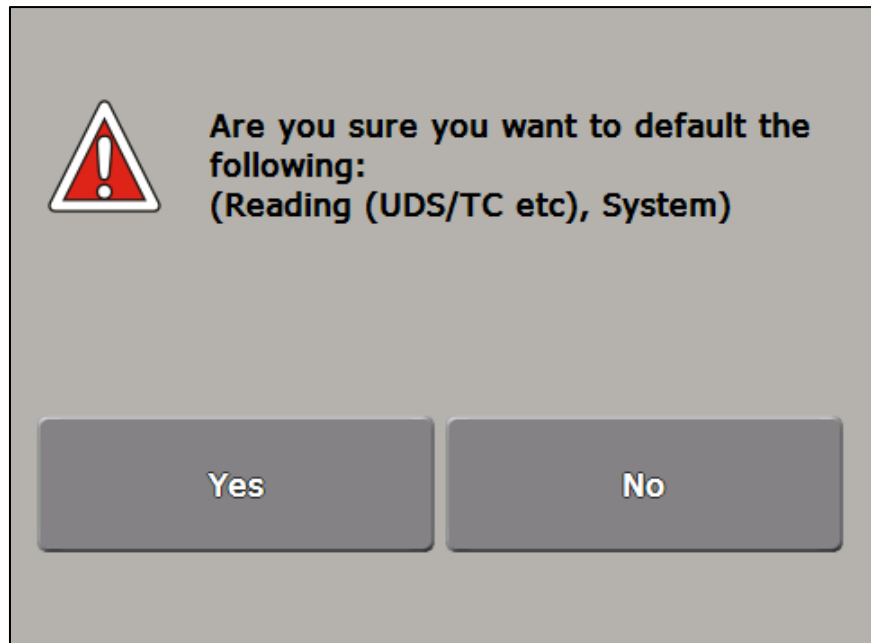 Are you sure you want to default the
following:
(Reading (UDS/TC etc), System)
Yes
No